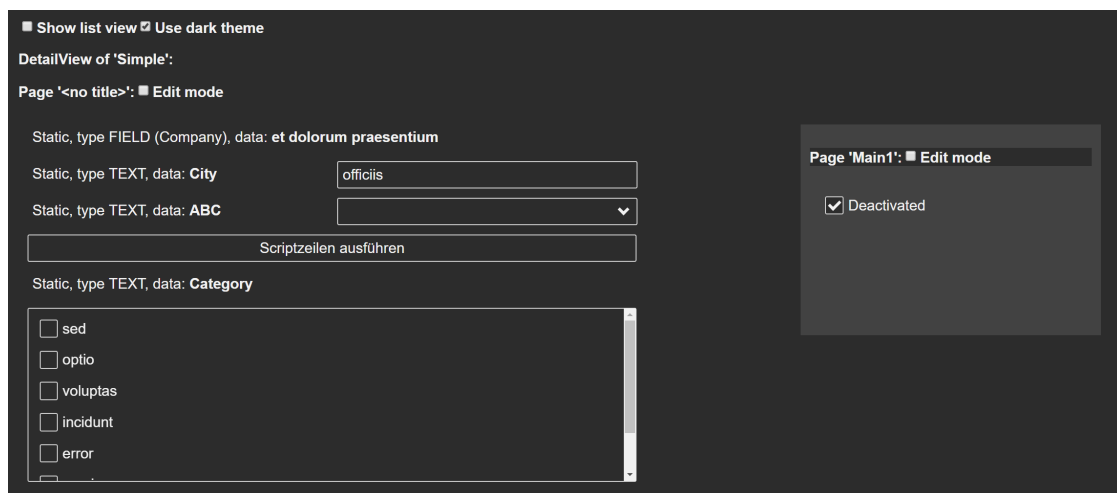 Show list view Use dark theme
DetailView of 'Simple':
Page '<no title>': Edit mode
Static, type FIELD (Company), data: et dolorum praesentium
Static, type TEXT, data: City officiis
Static, type TEXT, data: ABC
Scriptzeilen ausführen
Static, type TEXT, data: Category
sed
optio
voluptas
incidunt
error
Page 'Main1': Edit mode
Deactivated